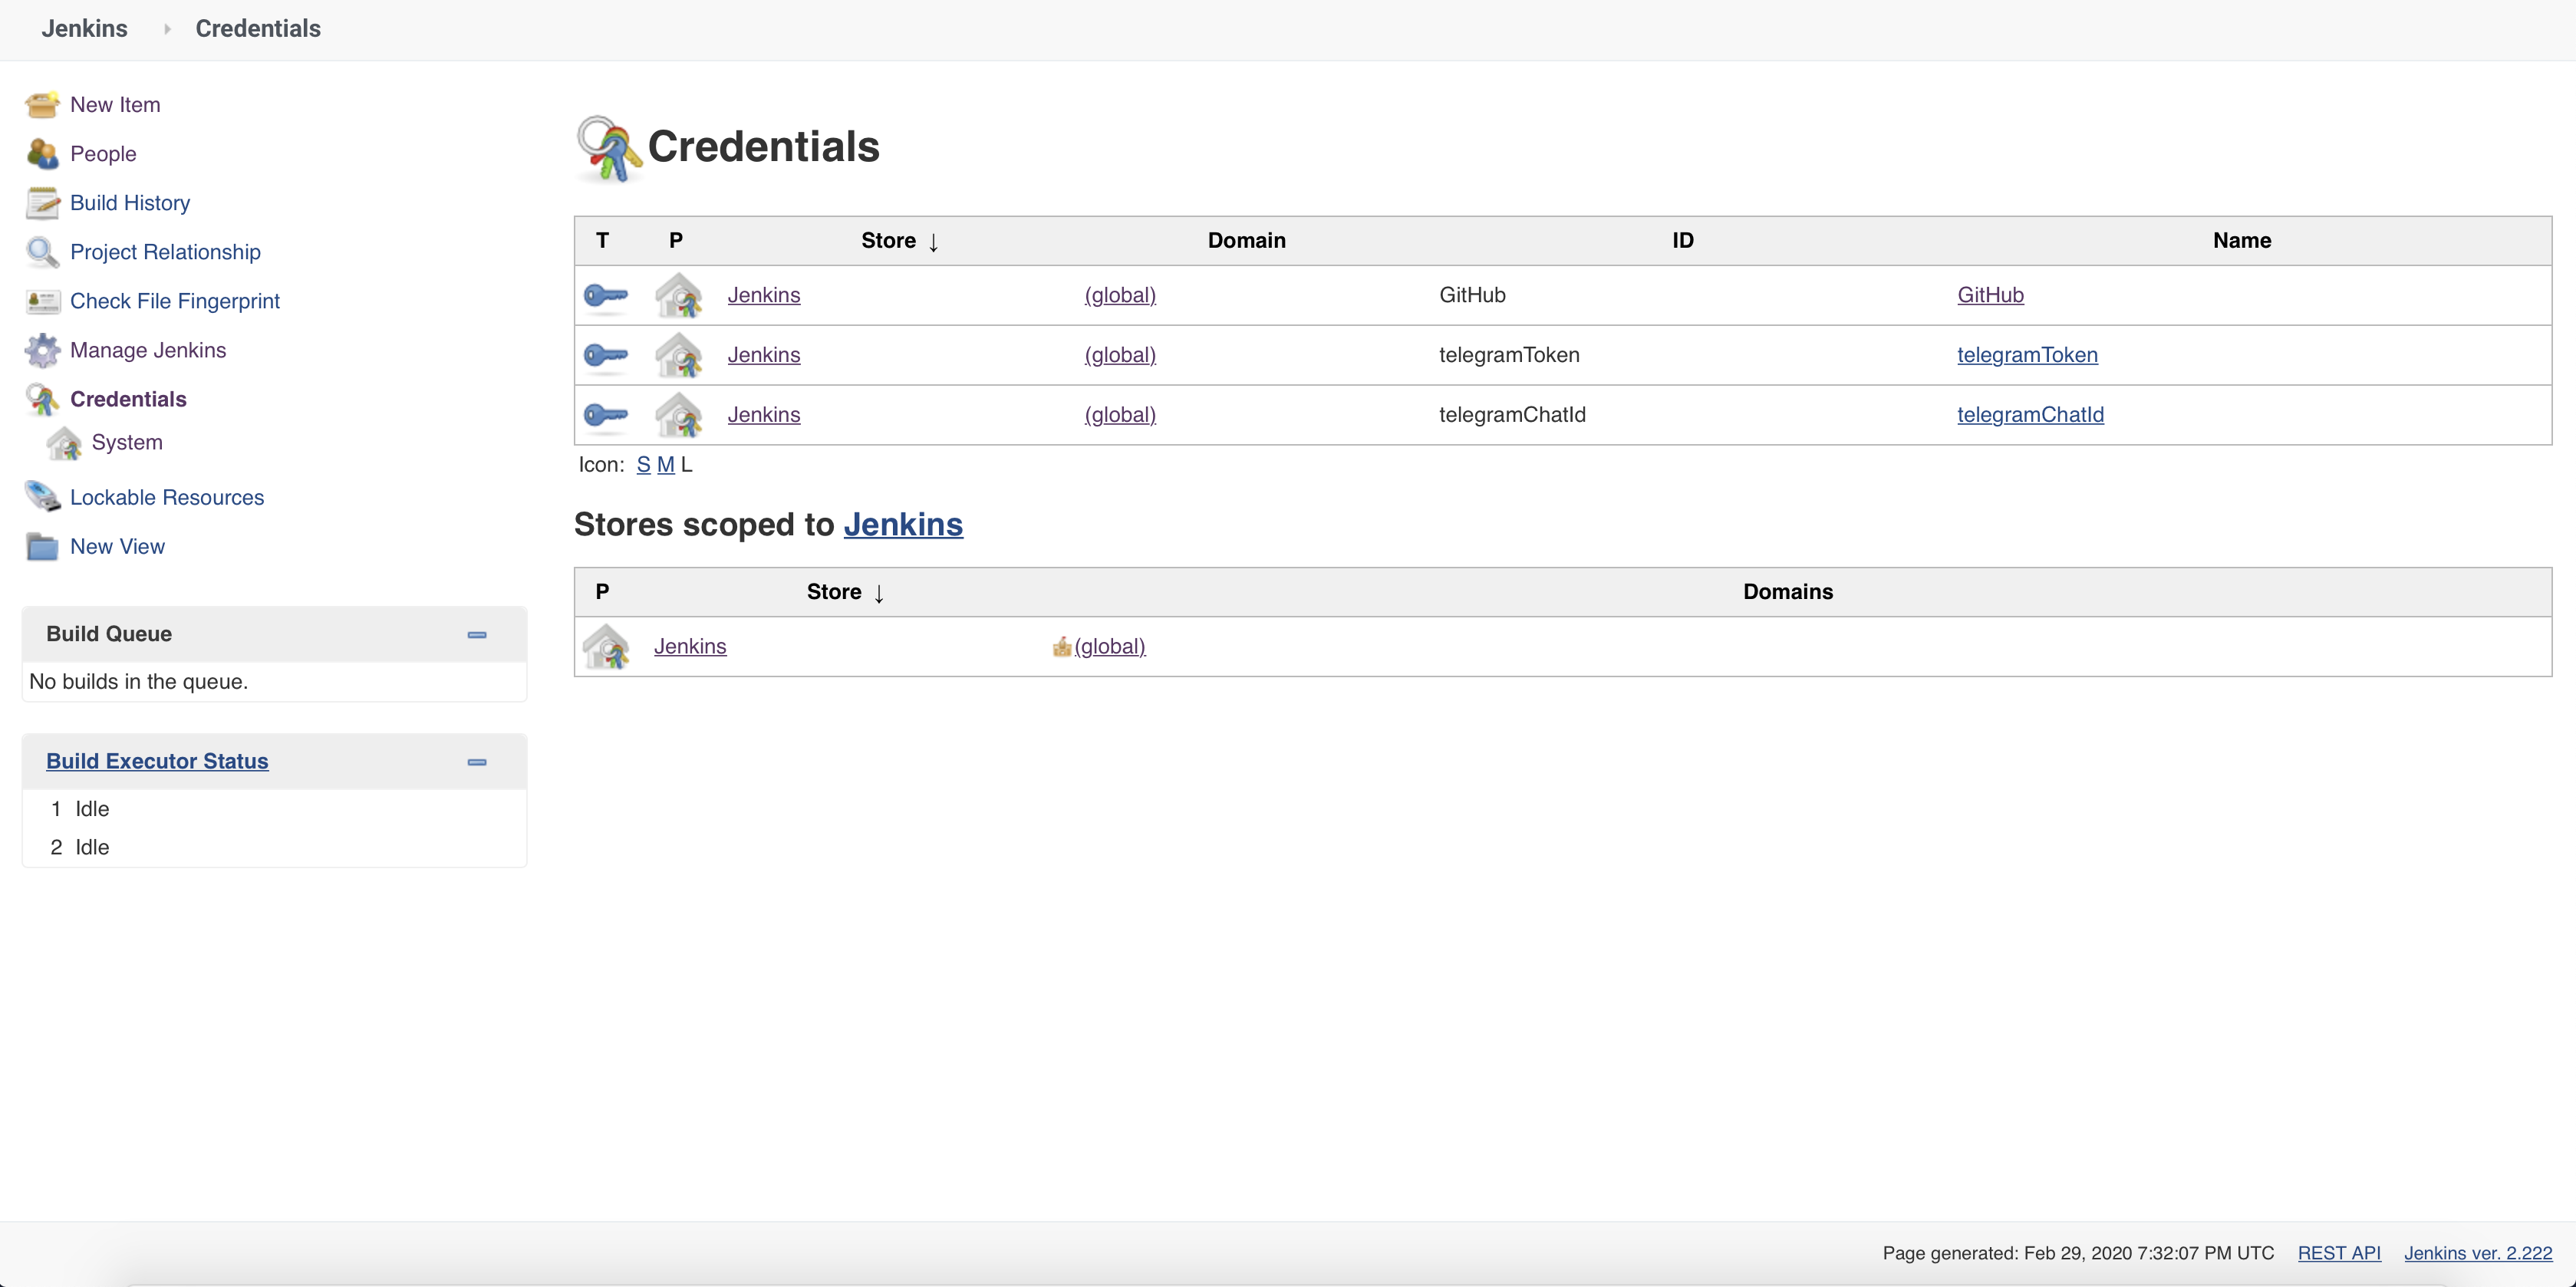 Jenkins Credentials
New Item
People
Build History
Project Relationship
Check File Fingerprint
Manage Jenkins
Credentials
System
Lockable Resources
New View
Build Queue
No builds in the queue.
Build Executor Status
1 Idle
2 Idle
Credentials
T P Store ↓ Domain ID Name
Jenkins (global) GitHub GitHub
Jenkins (global) telegramToken telegramToken
Jenkins (global) telegramChatId telegramChatId
Icon: S M L
Stores scoped to Jenkins
P Store ↓ Domains
Jenkins (global)
Page generated: Feb 29, 2020 7:32:07 PM UTC REST API Jenkins ver. 2.222